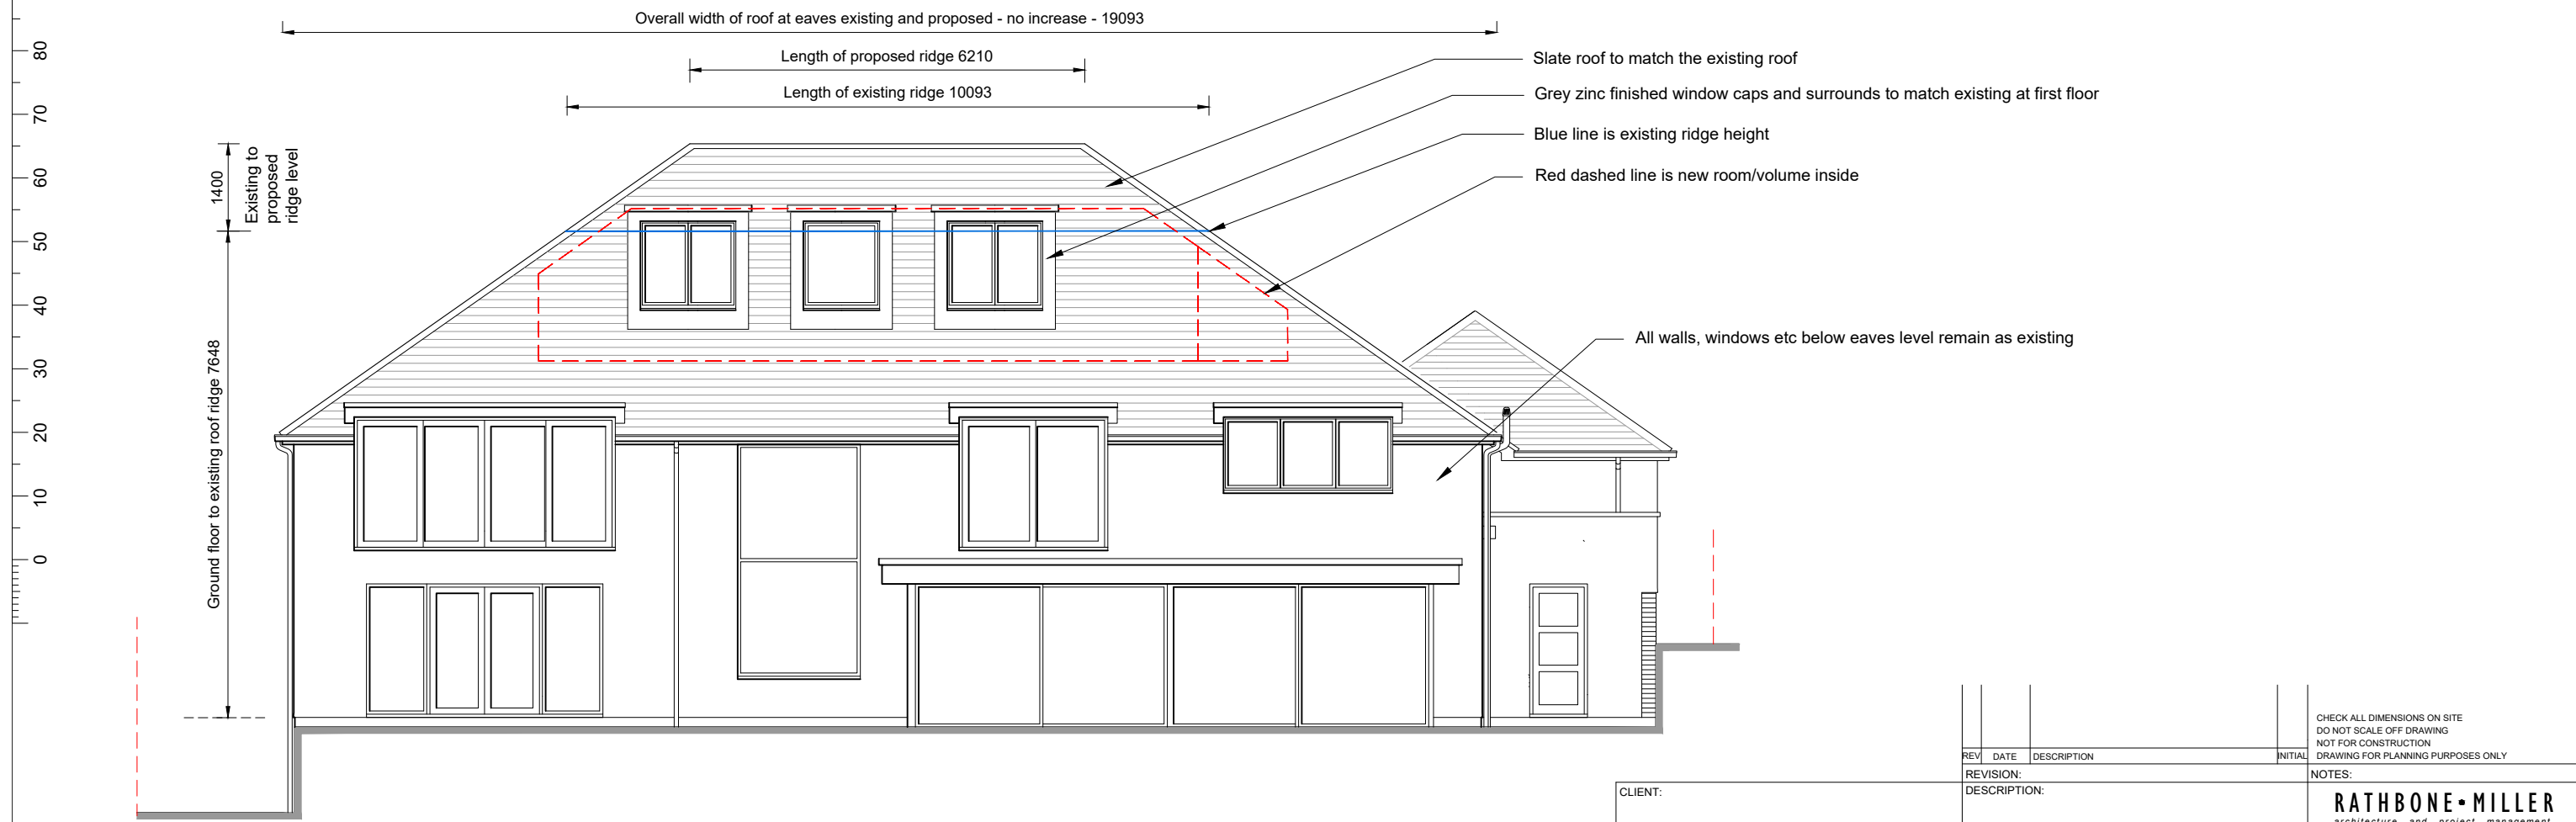 Overall width of roof at eaves existing and proposed - no increase - 19093
Length of proposed ridge 6210
Length of existing ridge 10093
Slate roof to match the existing roof
Grey zinc finished window caps and surrounds to match existing at first floor
Blue line is existing ridge height
Red dashed line is new room/volume inside
All walls, windows etc below eaves level remain as existing
80
70
60
50
40
30
20
10
0
1400
Existing to
proposed
ridge level
Ground floor to existing roof ridge 7648
CHECK ALL DIMENSIONS ON SITE
DO NOT SCALE OFF DRAWING
NOT FOR CONSTRUCTION
DRAWING FOR PLANNING PURPOSES ONLY
REV DATE DESCRIPTION INITIAL
REVISION:
NOTES:
CLIENT:
DESCRIPTION:
RATHBONE•MILLER
architecture and project management